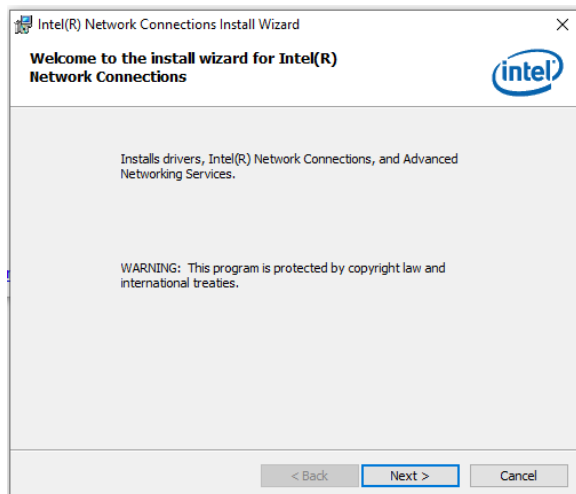 Intel(R) Network Connections Install Wizard
Welcome to the install wizard for Intel(R)
Network Connections
intel
Installs drivers, Intel(R) Network Connections, and Advanced
Networking Services.
WARNING: This program is protected by copyright law and
international treaties.
< Back
Next >
Cancel